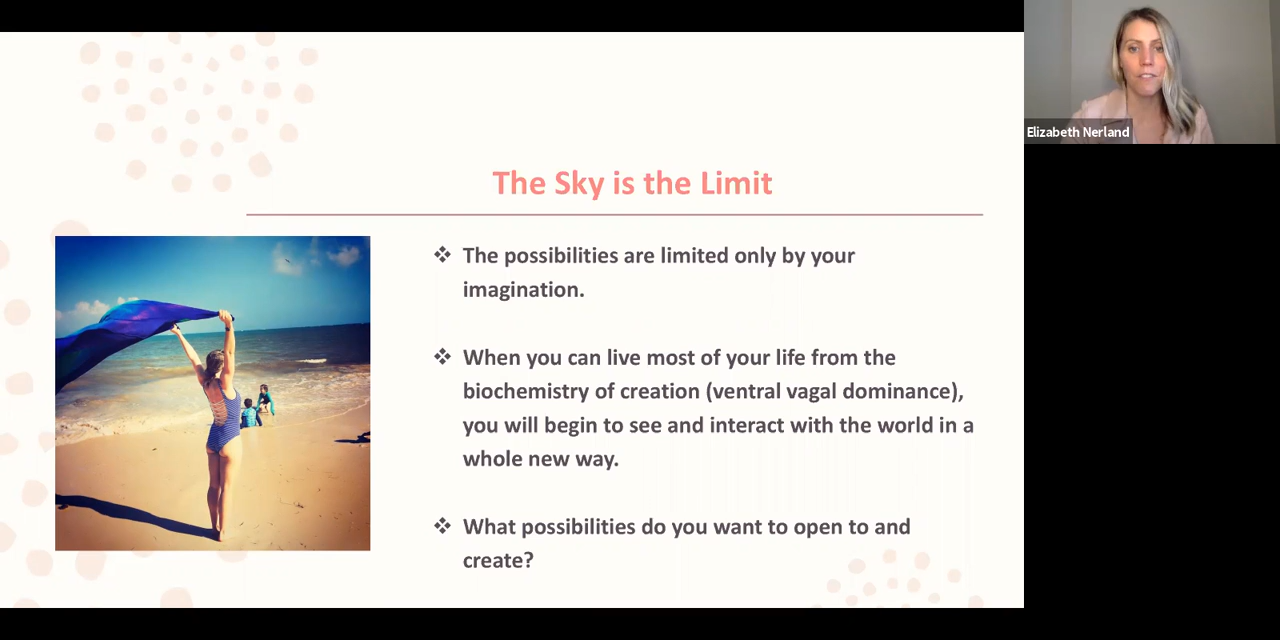 Elizabeth Nerland
The Sky is the Limit
❖ The possibilities are limited only by your
imagination.
❖ When you can live most of your life from the
biochemistry of creation (ventral vagal dominance),
you will begin to see and interact with the world in a
whole new way.
❖ What possibilities do you want to open to and
create?